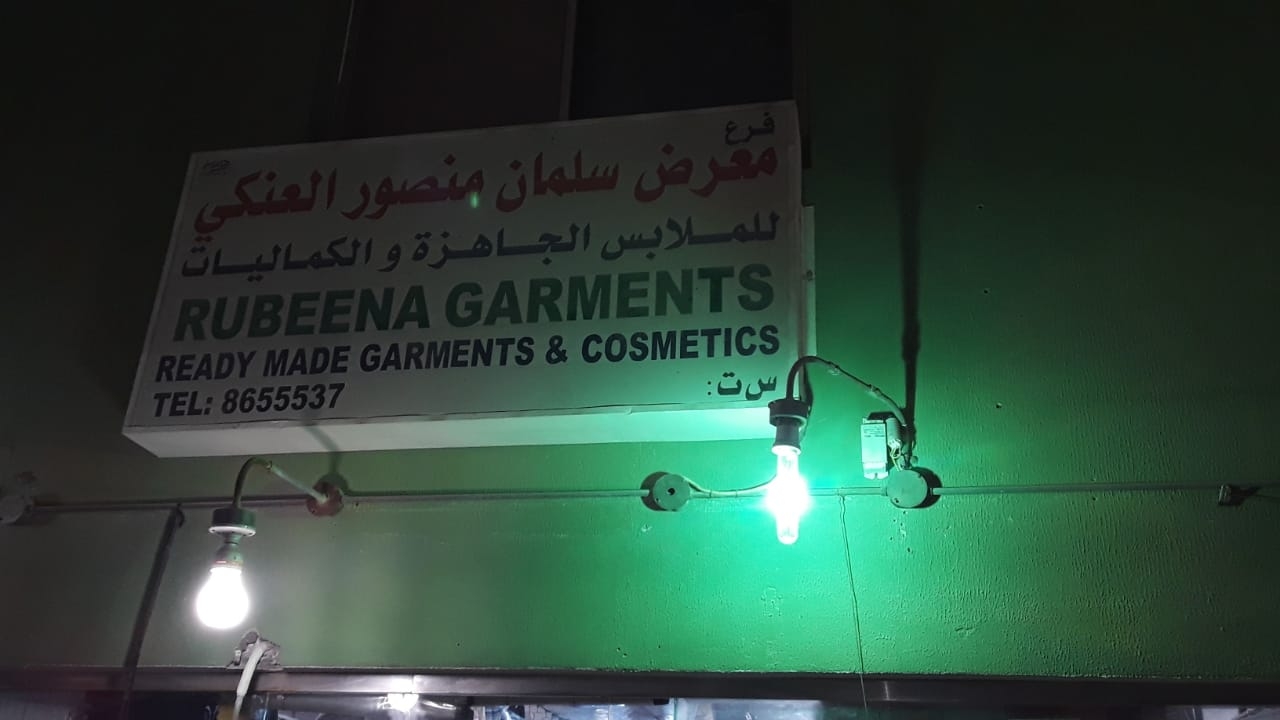 فرع
معرض سلمان منصور العنكي
للملابس الجاهزة و الكماليات
RUBEENA GARMENTS
READY MADE GARMENTS & COSMETICS
TEL: 8655537
س ت: